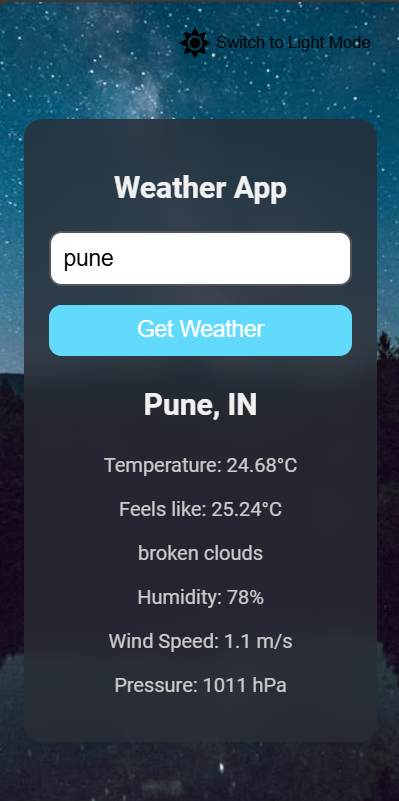 Switch to Light Mode
Weather App
pune
Get Weather
Pune, IN
Temperature: 24.68°C
Feels like: 25.24°C
broken clouds
Humidity: 78%
Wind Speed: 1.1 m/s
Pressure: 1011 hPa